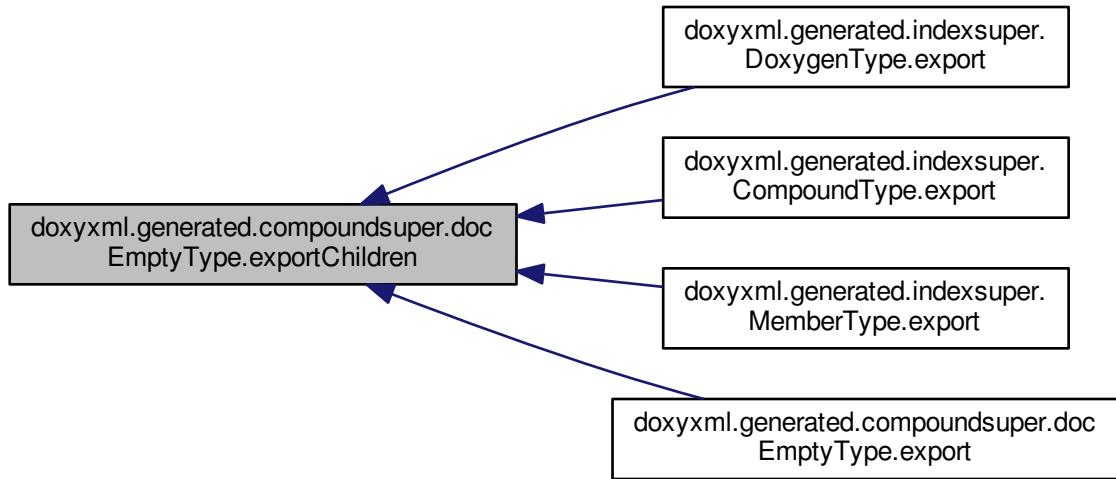 doxyxml.generated.indexsuper.
DoxygenType.export
doxyxml.generated.indexsuper.
CompoundType.export
doxyxml.generated.compoundsuper.doc
EmptyType.exportChildren
doxyxml.generated.indexsuper.
MemberType.export
doxyxml.generated.compoundsuper.doc
EmptyType.export